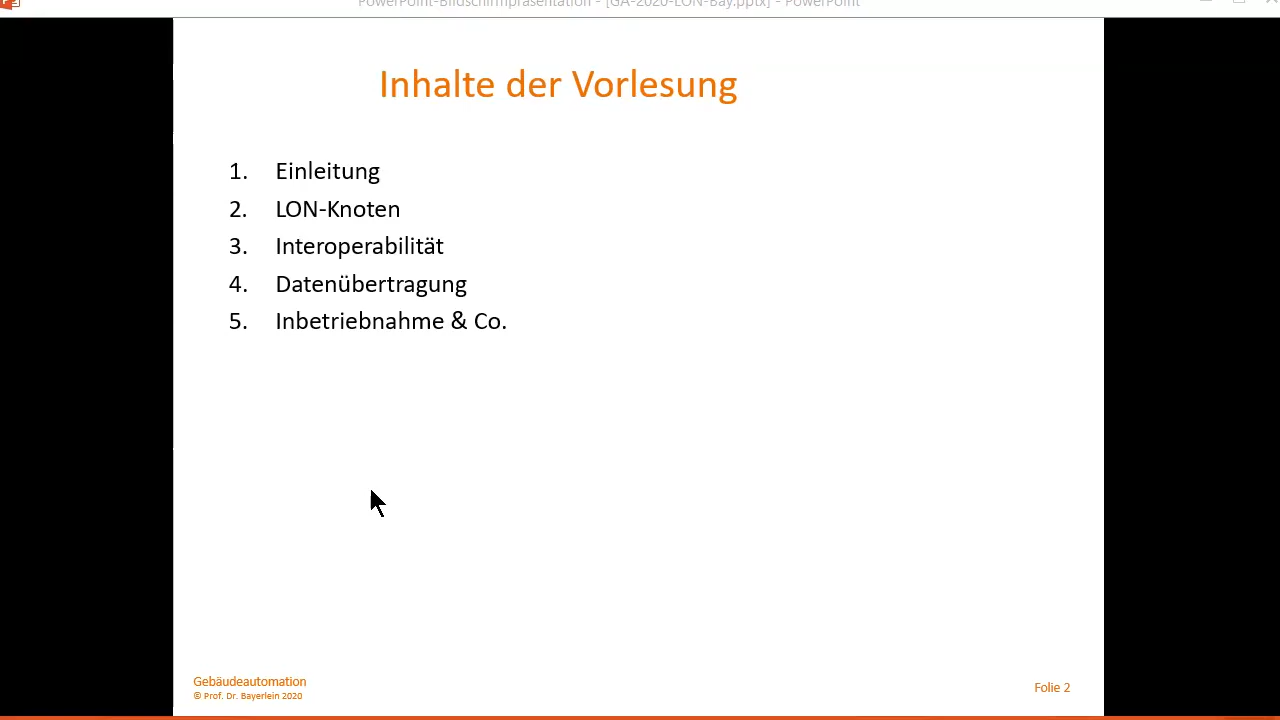 PowerPoint-Bildschirmpräsentation - [GA-2020-LON-Bay.pptx] - PowerPoint
Inhalte der Vorlesung
1. Einleitung
2. LON-Knoten
3. Interoperabilität
4. Datenübertragung
5. Inbetriebnahme & Co.
Gebäudeautomation
© Prof. Dr. Bayerlein 2020
Folie 2